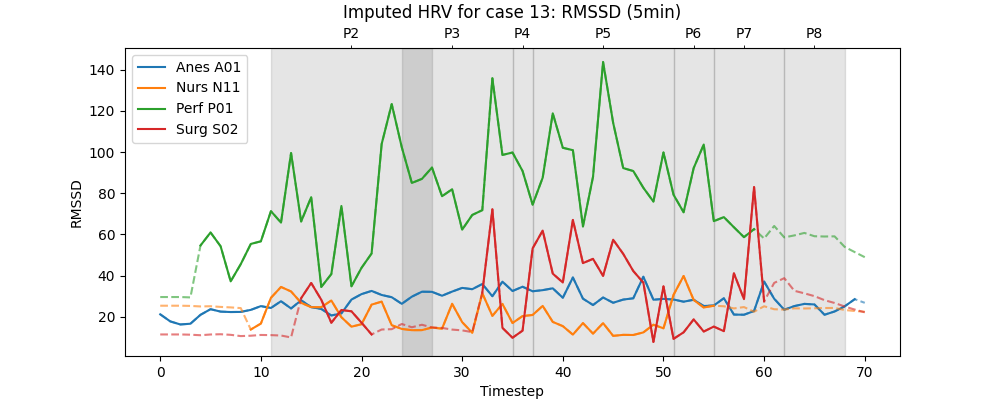 Imputed HRV for case 13: RMSSD (5min)
P2 P3 P4 P5 P6 P7 P8
Anes A01
Nurs N11
Perf P01
Surg S02
140
120
100
80
60
40
20
RMSSD
0 10 20 30 40 50 60 70
Timestep